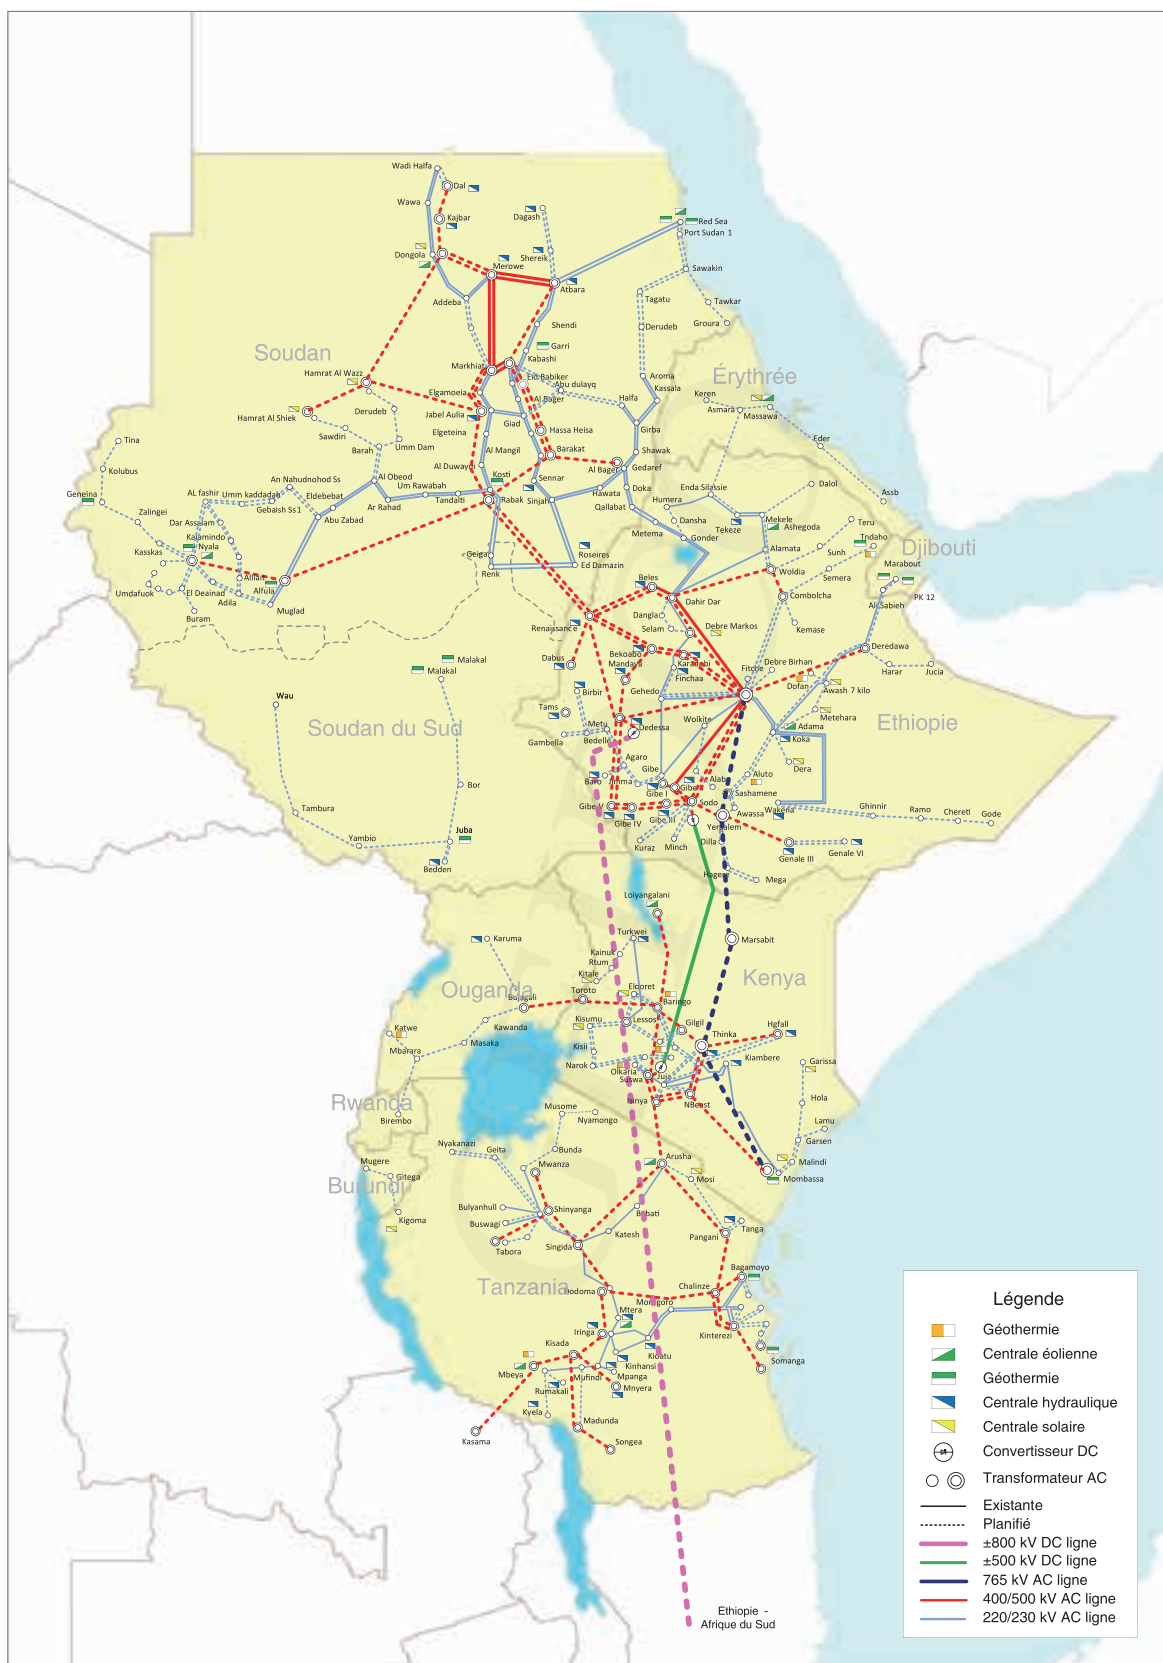 Wadi Halfa
Dal
Wawa
Kajbar
Dagash
Red Sea
Port Sudan 1
Dongola
Shereik
Merowe
Sawakin
Atbara
Addeba
Tagatu
Tawkar
Groura
Shendi
Derudeb
Garri
Soudan
Kabashi
Markhiat
Hamrat Al Wazz
Eid Babiker
Abu dulayq
Aroma
Érythrée
Kassala
Elgamoeia
Al Bager
Halfa
Keren
Asmara
Massawa
Derudeb
Hamrat Al Shiek
Jabel Aulia
Giad
Girba
Sawdiri
Elgeteina
Hassa Heisa
Tina
Umm Dam
Barah
Al Mangil
Barakat
Shawak
Eder
Kolubus
Al Duwaym
Al Bager
Gedaref
An Nahudnohod Ss
Al Obeod
Kosti
Sennar
Dalol
Geneina
AL fashir
Umm kaddadah
Eldebebat
Um Rawabah
Hawata
Doka
Humera
Enda Silassie
Assb
Gebaish Ss1
Ar Rahad
Tandalti
Rabak
Sinjah
Qallabat
Zalingei
Dar Assalam
Abu Zabad
Dansha
Tekeze
Mekele
Ashegoda
Teru
Metema
Gonder
Kalamindo
Nyala
Kasskas
Alamata
Sunh
Tndaho
Djibouti
Geiga
Roseires
Ed Damazin
Marabout
Renk
Woldia
Semera
Umdafuok
El Deainad
Alliait
Alfula
Beles
Adila
Muglad
Dahir Dar
Combolcha
Ali Sabieh
PK 12
Buram
Dangla
Renaissance
Selam
Debre Markos
Kemase
Deredawa
Bekoabo
Dabus
Mandaya
Karadobi
Fitche
Debre Birhan
Harar
Jucia
Malakal
Malakal
Finchaa
Dofan
Awash 7 kilo
Wau
Birbir
Gehedo
Metehara
Tams
Soudan du Sud
Metu
Dedessa
Wolkite
Adama
Ethiopie
Gambella
Bedelle
Koka
Agaro
Gibe
Dera
Baro
Jimma
Alaba
Aluto
Bor
Gibe I
Gibe
Sashamene
Tambura
Gibe V
Gibe IV
Gibe III
Sodo
Awassa
Wakena
Ghinnir
Ramo
Chereti
Gode
Juba
Yerhalem
Yambio
Kuraz
Minch
Dilla
Bedden
Genale III
Genale VI
Hagere
Mega
Loiyangalani
Karuma
Turkwei
Marsabit
Kainuk
Rtum
Kitale
Kenya
Ouganda
Toroto
Eldoret
Bujagali
Baringo
Katwe
Kawanda
Kisumu
Lessos
Gilgil
Thinka
Hgfall
Mbarara
Masaka
Kisii
Kiambere
Garissa
Narok
Olkaria
Suswa
Juja
Rwanda
Isinya
NBeast
Hola
Birembo
Musome
Nyamongo
Lamu
Nyakanazi
Geita
Bunda
Garsen
Mugere
Mwanza
Arusha
Malindi
Gitega
Mosi
Mombassa
Burundi
Bulyanhull
Shinyanga
Babati
Kigoma
Buswagi
Katesh
Pangani
Tanga
Tabora
Singida
Bagamoyo
Tanzania
Dodoma
Chalinze
Morogoro
Mtera
Kinterezi
Iringa
Kisada
Kidatu
Somanga
Mbeya
Mufindi
Kinhansi
Mpanga
Rumakali
Mnyera
Kyela
Madunda
Kasama
Songea
Ethiopie -
Afrique du Sud
Légende
Géothermie
Centrale éolienne
Géothermie
Centrale hydraulique
Centrale solaire
Convertisseur DC
Transformateur AC
Existante
Planifié
±800 kV DC ligne
±500 kV DC ligne
765 kV AC ligne
400/500 kV AC ligne
220/230 kV AC ligne